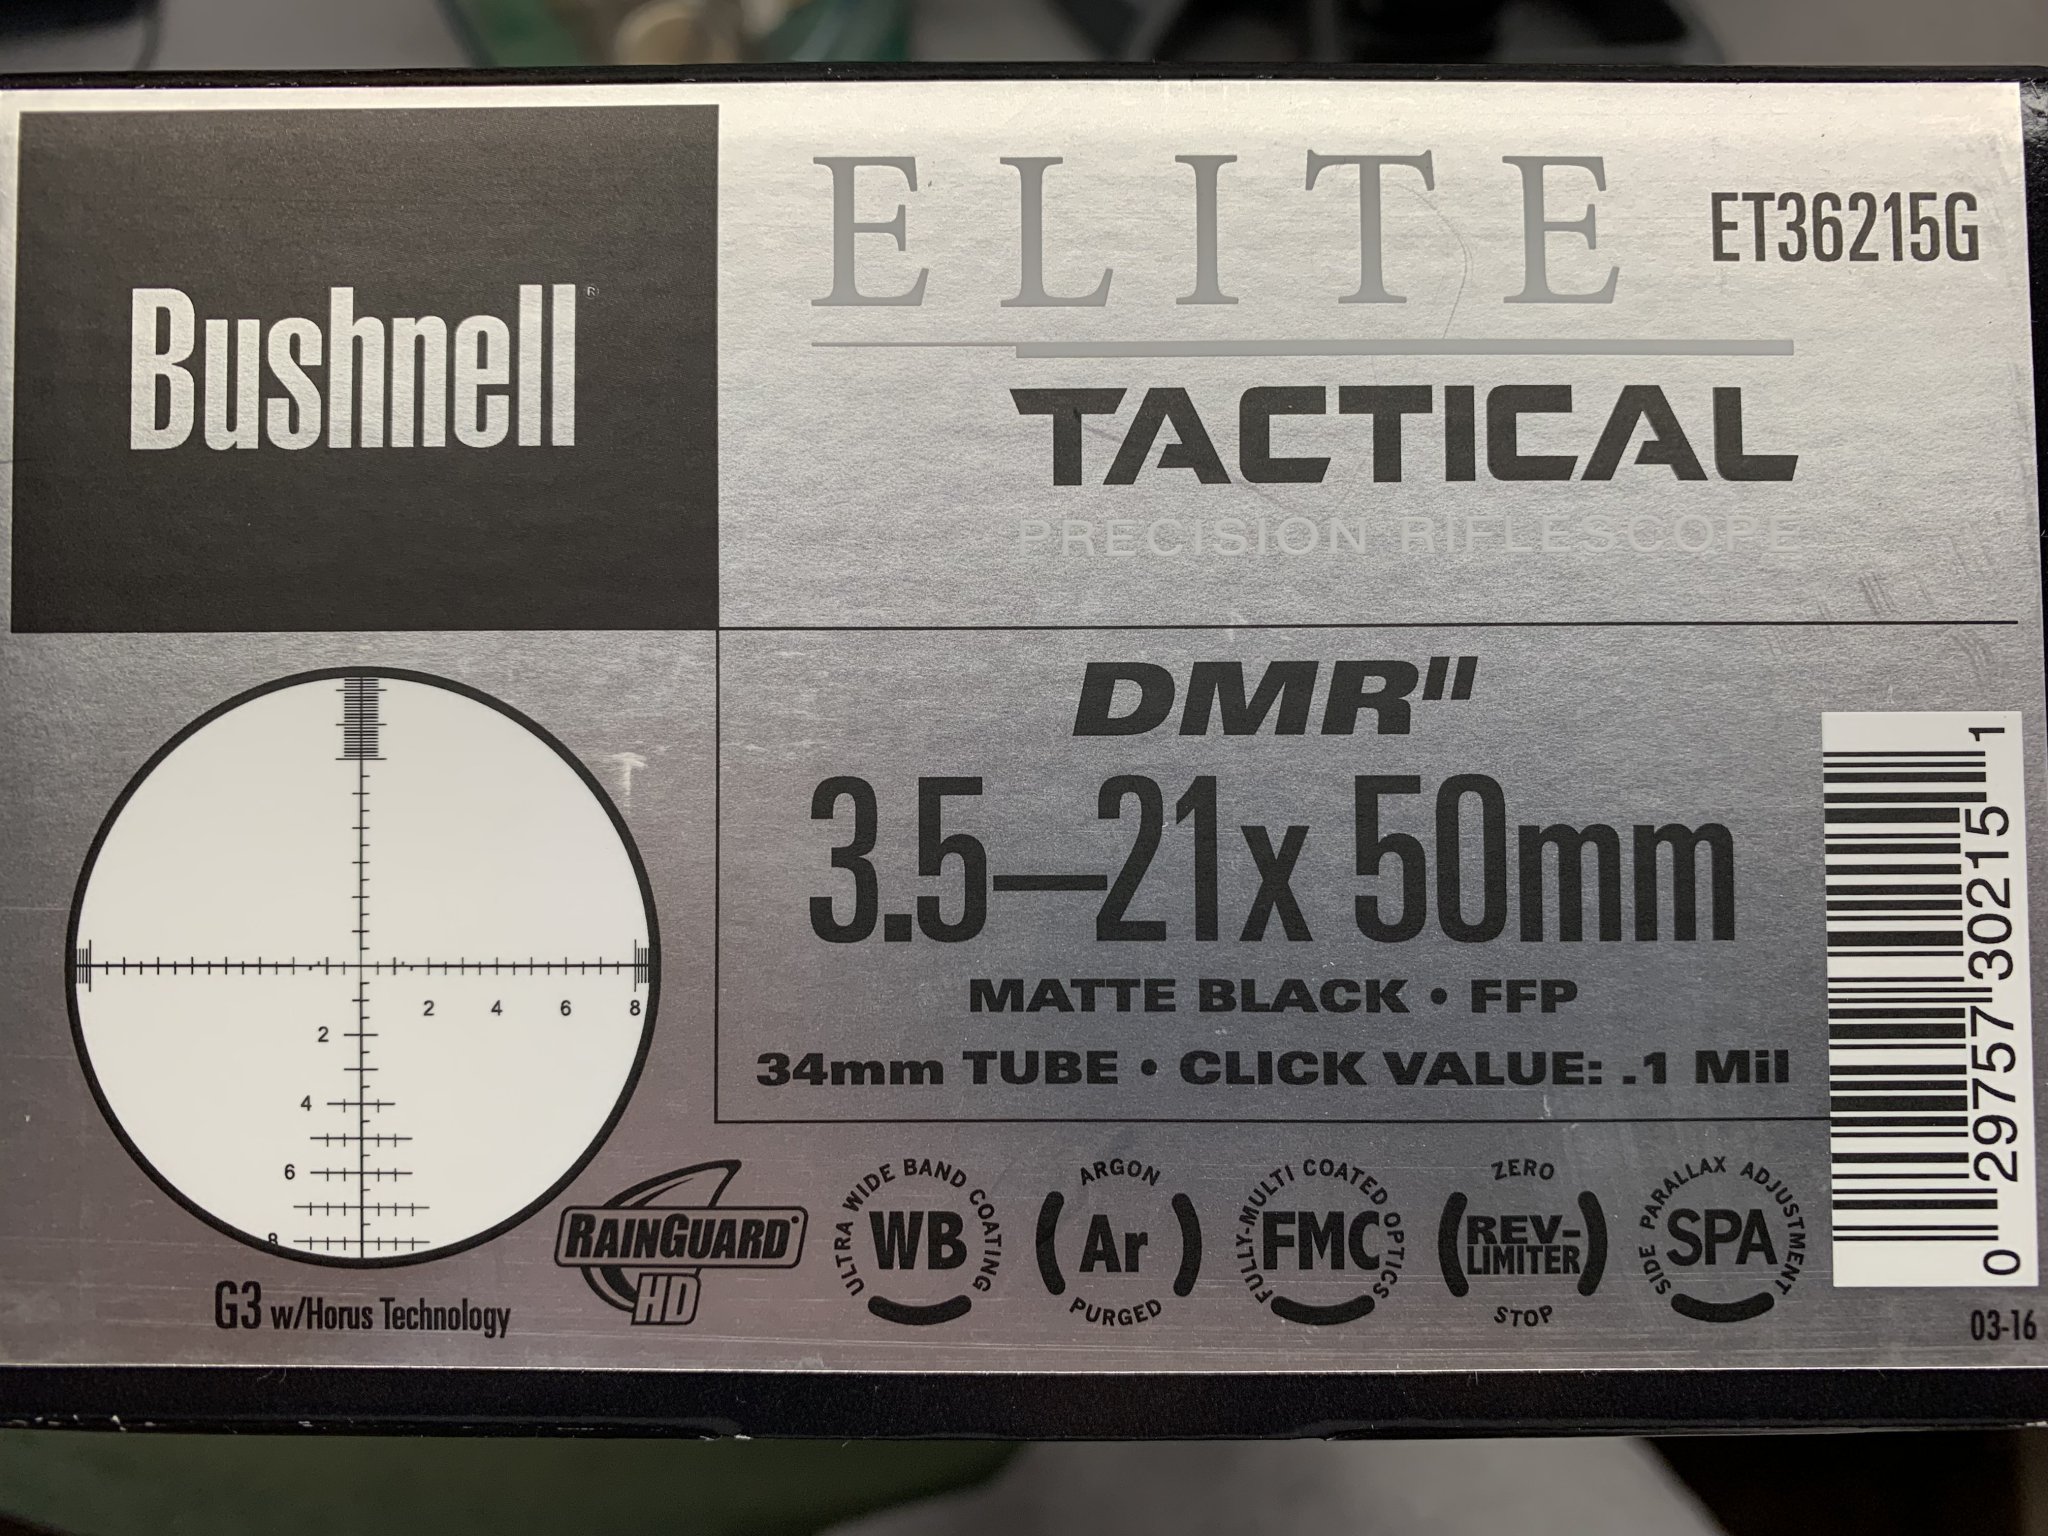 Bushnell®
ELITE
ET36215G
TACTICAL
PRECISION RIFLESCOPE
DMR"
3.5—21x 50mm
MATTE BLACK • FFP
34mm TUBE • CLICK VALUE: .1 Mil
2 4 6 8
2
4
6
8
G3 w/Horus Technology
RAINGUARD®
HD
ULTRA WIDE BAND COATING
WB
ARGON
Ar
PURGED
FULLY-MULTI COATED OPTICS
FMC
ZERO
REV-
LIMITER
STOP
SIDE PARALLAX ADJUSTMENT
SPA
0 29757 30215 1
03-16